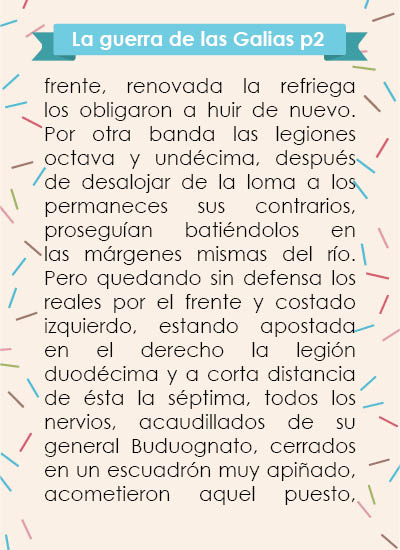 La guerra de las Galias p2
frente, renovada la refriega
los obligaron a huir de nuevo.
Por otra banda las legiones
octava y undécima, después
de desalojar de la loma a los
permaneces sus contrarios,
proseguían batiéndolos en
las márgenes mismas del río.
Pero quedando sin defensa los
reales por el frente y costado
izquierdo, estando apostada
en el derecho la legión
duodécima y a corta distancia
de ésta la séptima, todos los
nervios, acaudillados de su
general Buduognato, cerrados
en un escuadrón muy apiñado,
acometieron aquel puesto,